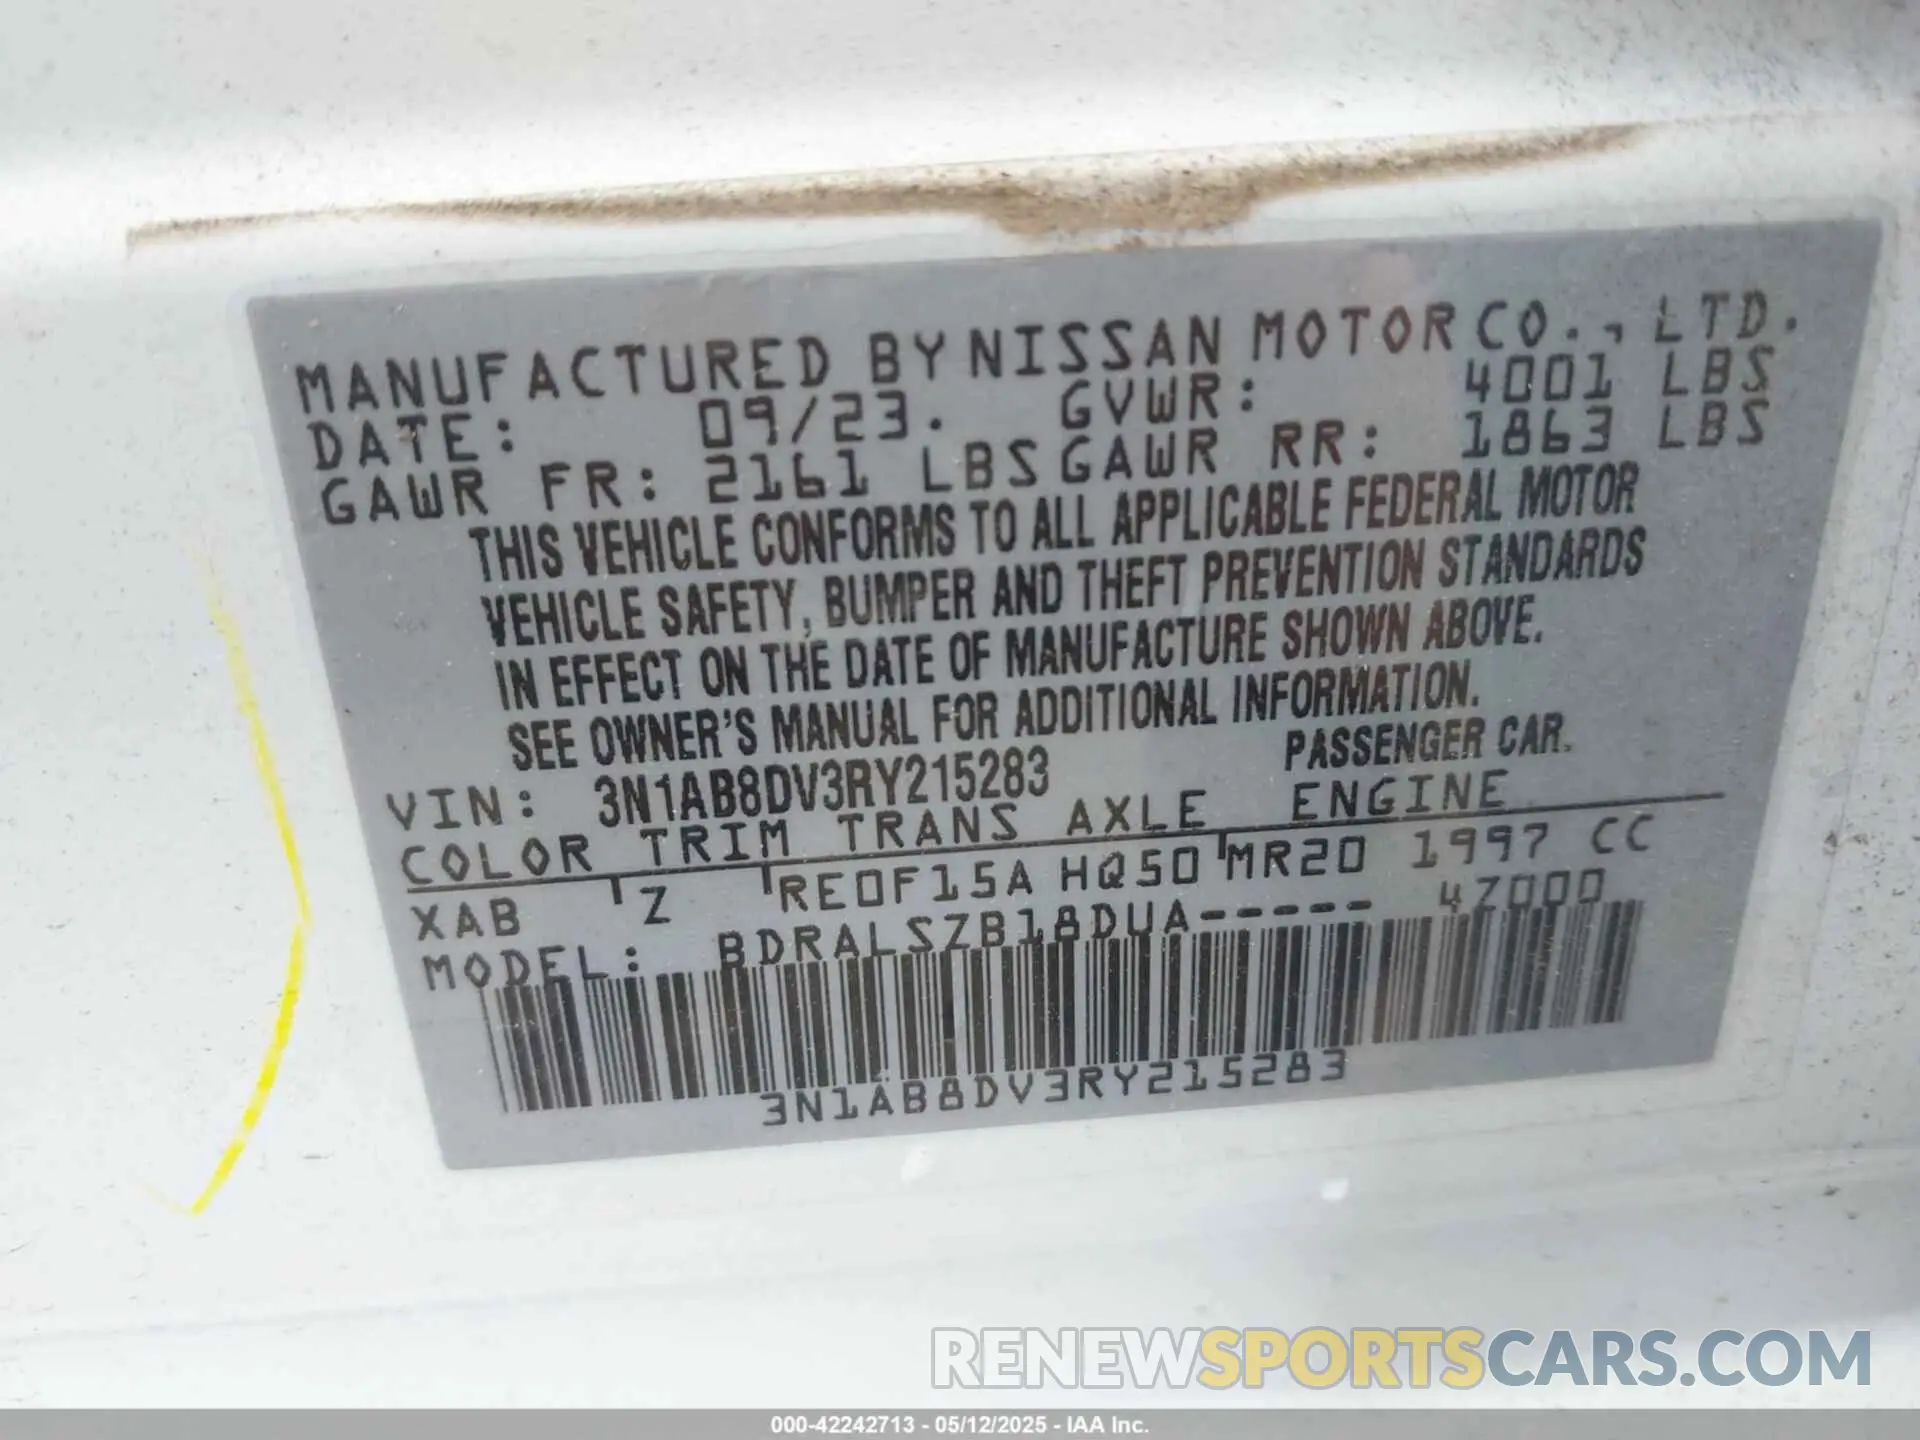 MANUFACTURED BY NISSAN MOTOR CO., LTD.
DATE: 09/23. GVWR: 4001 LBS
GAWR FR: 2161 LBS GAWR RR: 1863 LBS
THIS VEHICLE CONFORMS TO ALL APPLICABLE FEDERAL MOTOR
VEHICLE SAFETY, BUMPER AND THEFT PREVENTION STANDARDS
IN EFFECT ON THE DATE OF MANUFACTURE SHOWN ABOVE.
SEE OWNER'S MANUAL FOR ADDITIONAL INFORMATION.
VIN: 3N1AB8DV3RY215283 PASSENGER CAR.
COLOR TRIM TRANS AXLE ENGINE
XAB Z RE0F15A HQ50 MR20 1997 CC
MODEL: BDRALSZB18DUA----- 4Z000
3N1AB8DV3RY215283
RENEWSPORTSCARS.COM
000-42242713 - 05/12/2025 - IAA Inc.